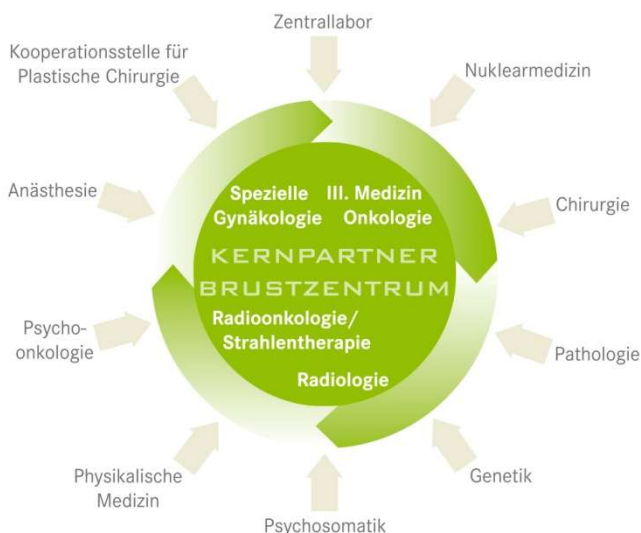 Zentrallabor
Kooperationsstelle für
Plastische Chirurgie
Nuklearmedizin
Anästhesie
Spezielle
Gynäkologie
III. Medizin
Onkologie
Chirurgie
KERNPARTNER
BRUSTZENTRUM
Radioonkologie/
Strahlentherapie
Radiologie
Psycho-
onkologie
Pathologie
Physikalische
Medizin
Genetik
Psychosomatik